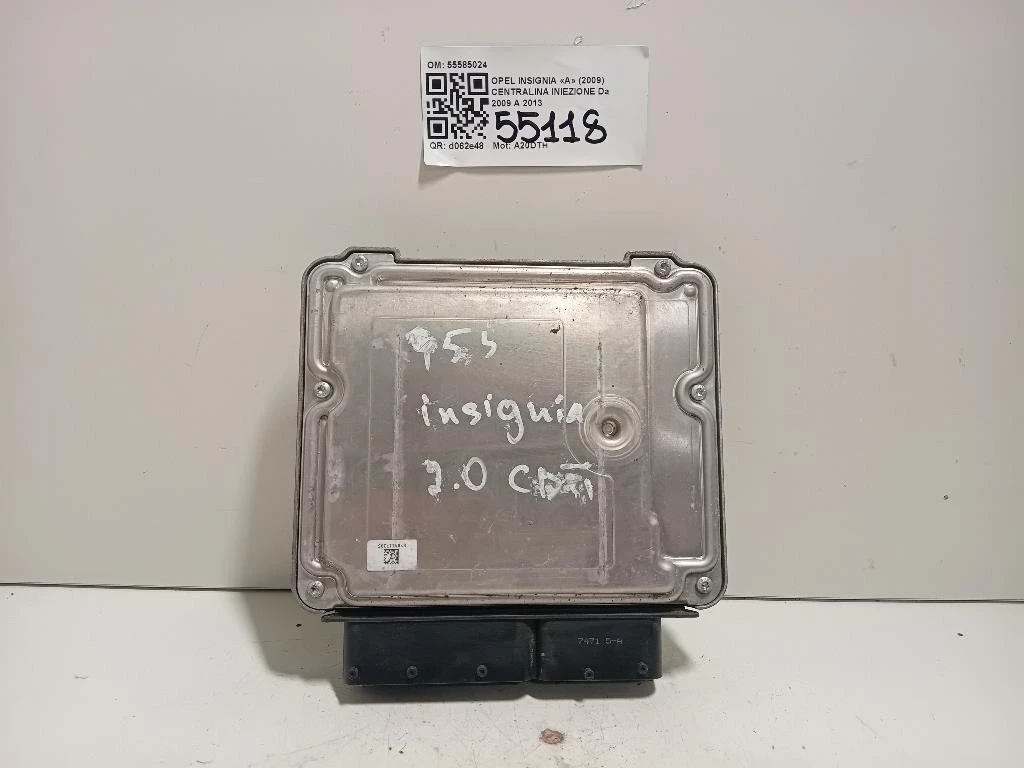 OM: 55585024
OPEL INSIGNIA «A» (2009)
CENTRALINA INIEZIONE Da
2009 A 2013
55118
QR: d062e48 Mot: A20DTH
insignia
2.0 CDTI
7471 5-A